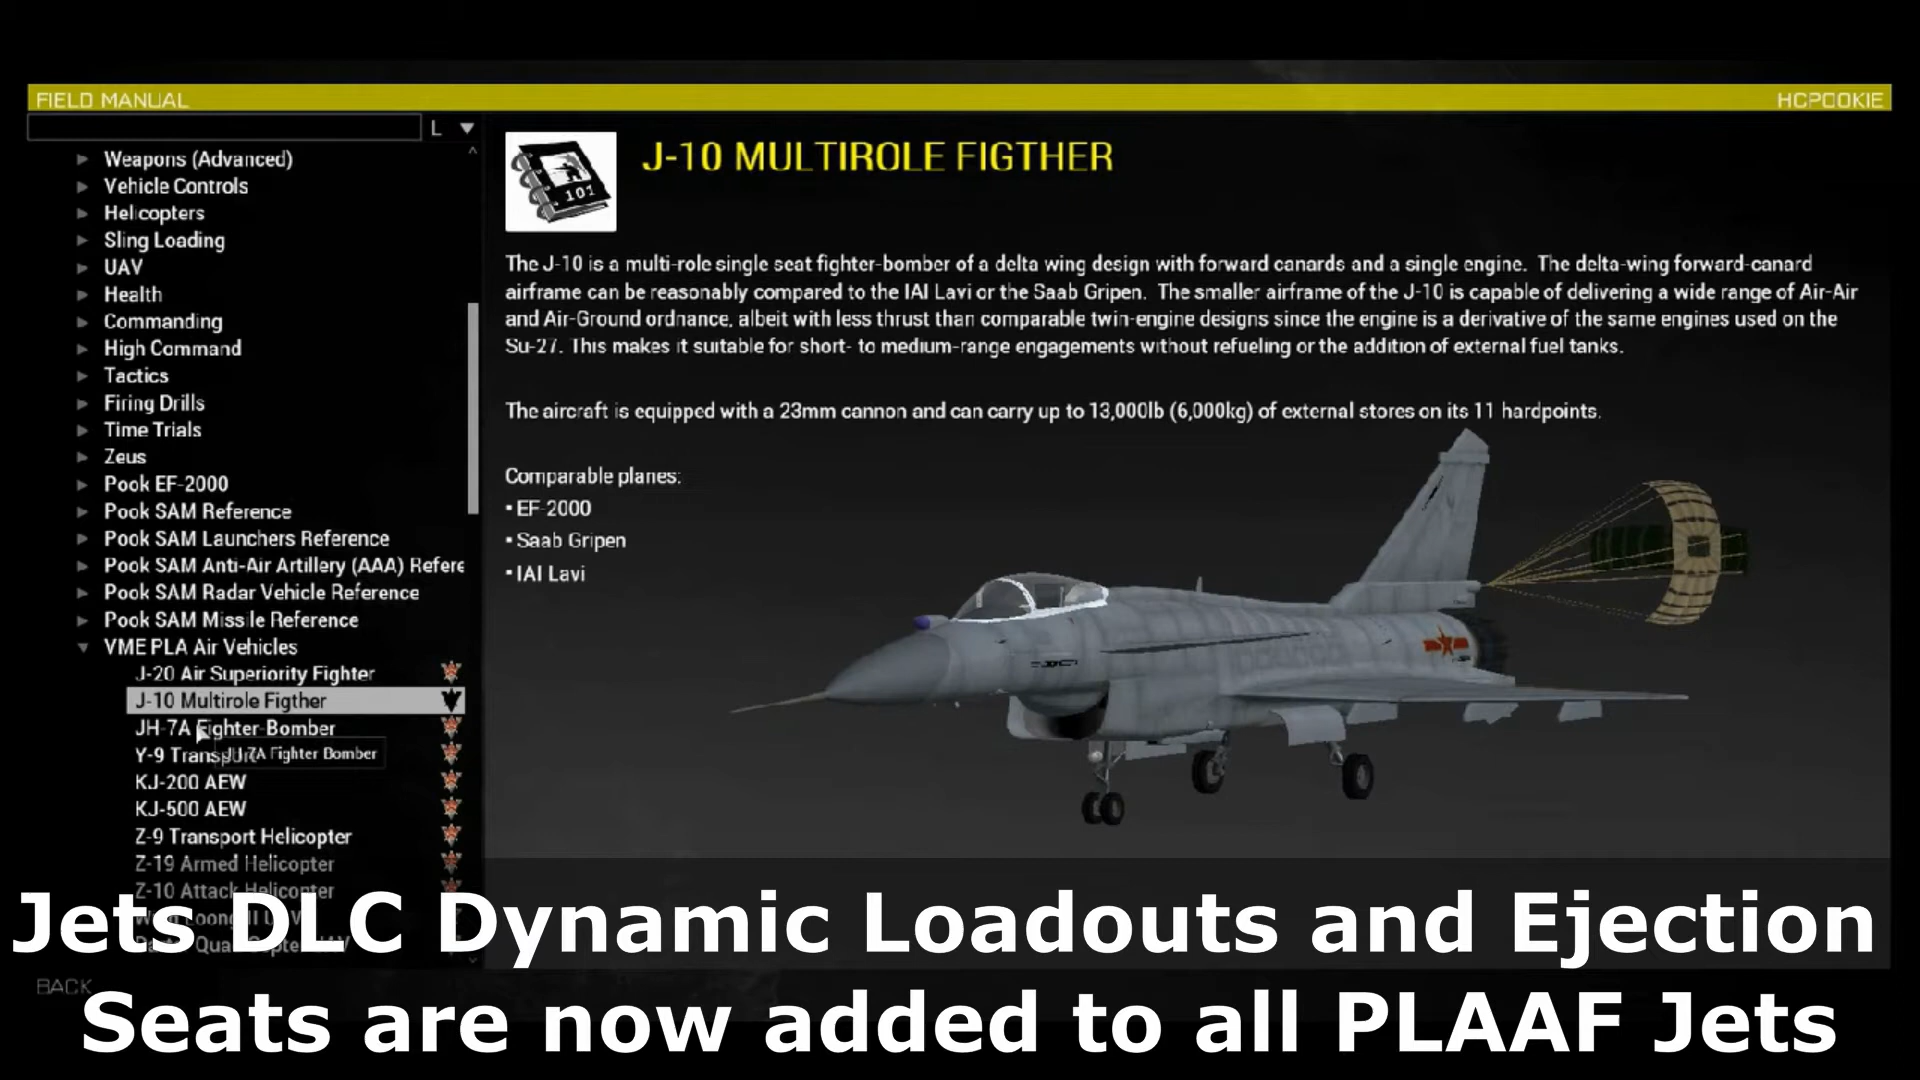 FIELD MANUAL
HCPOOKIE
L
Weapons (Advanced)
Vehicle Controls
Helicopters
Sling Loading
UAV
Health
Commanding
High Command
Tactics
Firing Drills
Time Trials
Zeus
Pook EF-2000
Pook SAM Reference
Pook SAM Launchers Reference
Pook SAM Anti-Air Artillery (AAA) Refere
Pook SAM Radar Vehicle Reference
Pook SAM Missile Reference
VME PLA Air Vehicles
J-20 Air Superiority Fighter
J-10 Multirole Figther
JH-7A Fighter-Bomber
Y-9 Transport
Fighter Bomber
KJ-200 AEW
KJ-500 AEW
Z-9 Transport Helicopter
Z-19 Armed Helicopter
Z-10 Attack Helicopter
BACK
101
J-10 MULTIROLE FIGTHER
The J-10 is a multi-role single seat fighter-bomber of a delta wing design with forward canards and a single engine. The delta-wing forward-canard
airframe can be reasonably compared to the IAI Lavi or the Saab Gripen. The smaller airframe of the J-10 is capable of delivering a wide range of Air-Air
and Air-Ground ordnance, albeit with less thrust than comparable twin-engine designs since the engine is a derivative of the same engines used on the
Su-27. This makes it suitable for short- to medium-range engagements without refueling or the addition of external fuel tanks.
The aircraft is equipped with a 23mm cannon and can carry up to 13,000lb (6,000kg) of external stores on its 11 hardpoints.
Comparable planes:
▪ EF-2000
▪ Saab Gripen
▪ IAI Lavi
Jets DLC Dynamic Loadouts and Ejection
Seats are now added to all PLAAF Jets